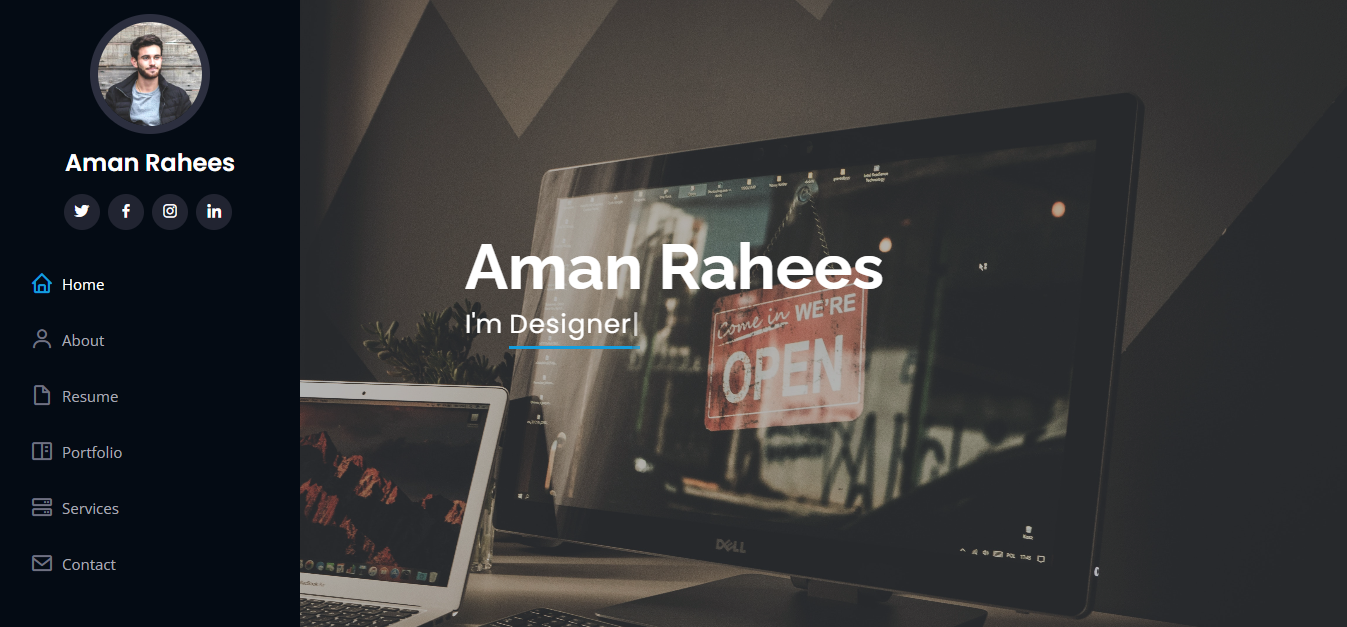 Aman Rahees
Home
About
Resume
Portfolio
Services
Contact
Aman Rahees
I'm Designer|
come in WE'RE
OPEN
DELL